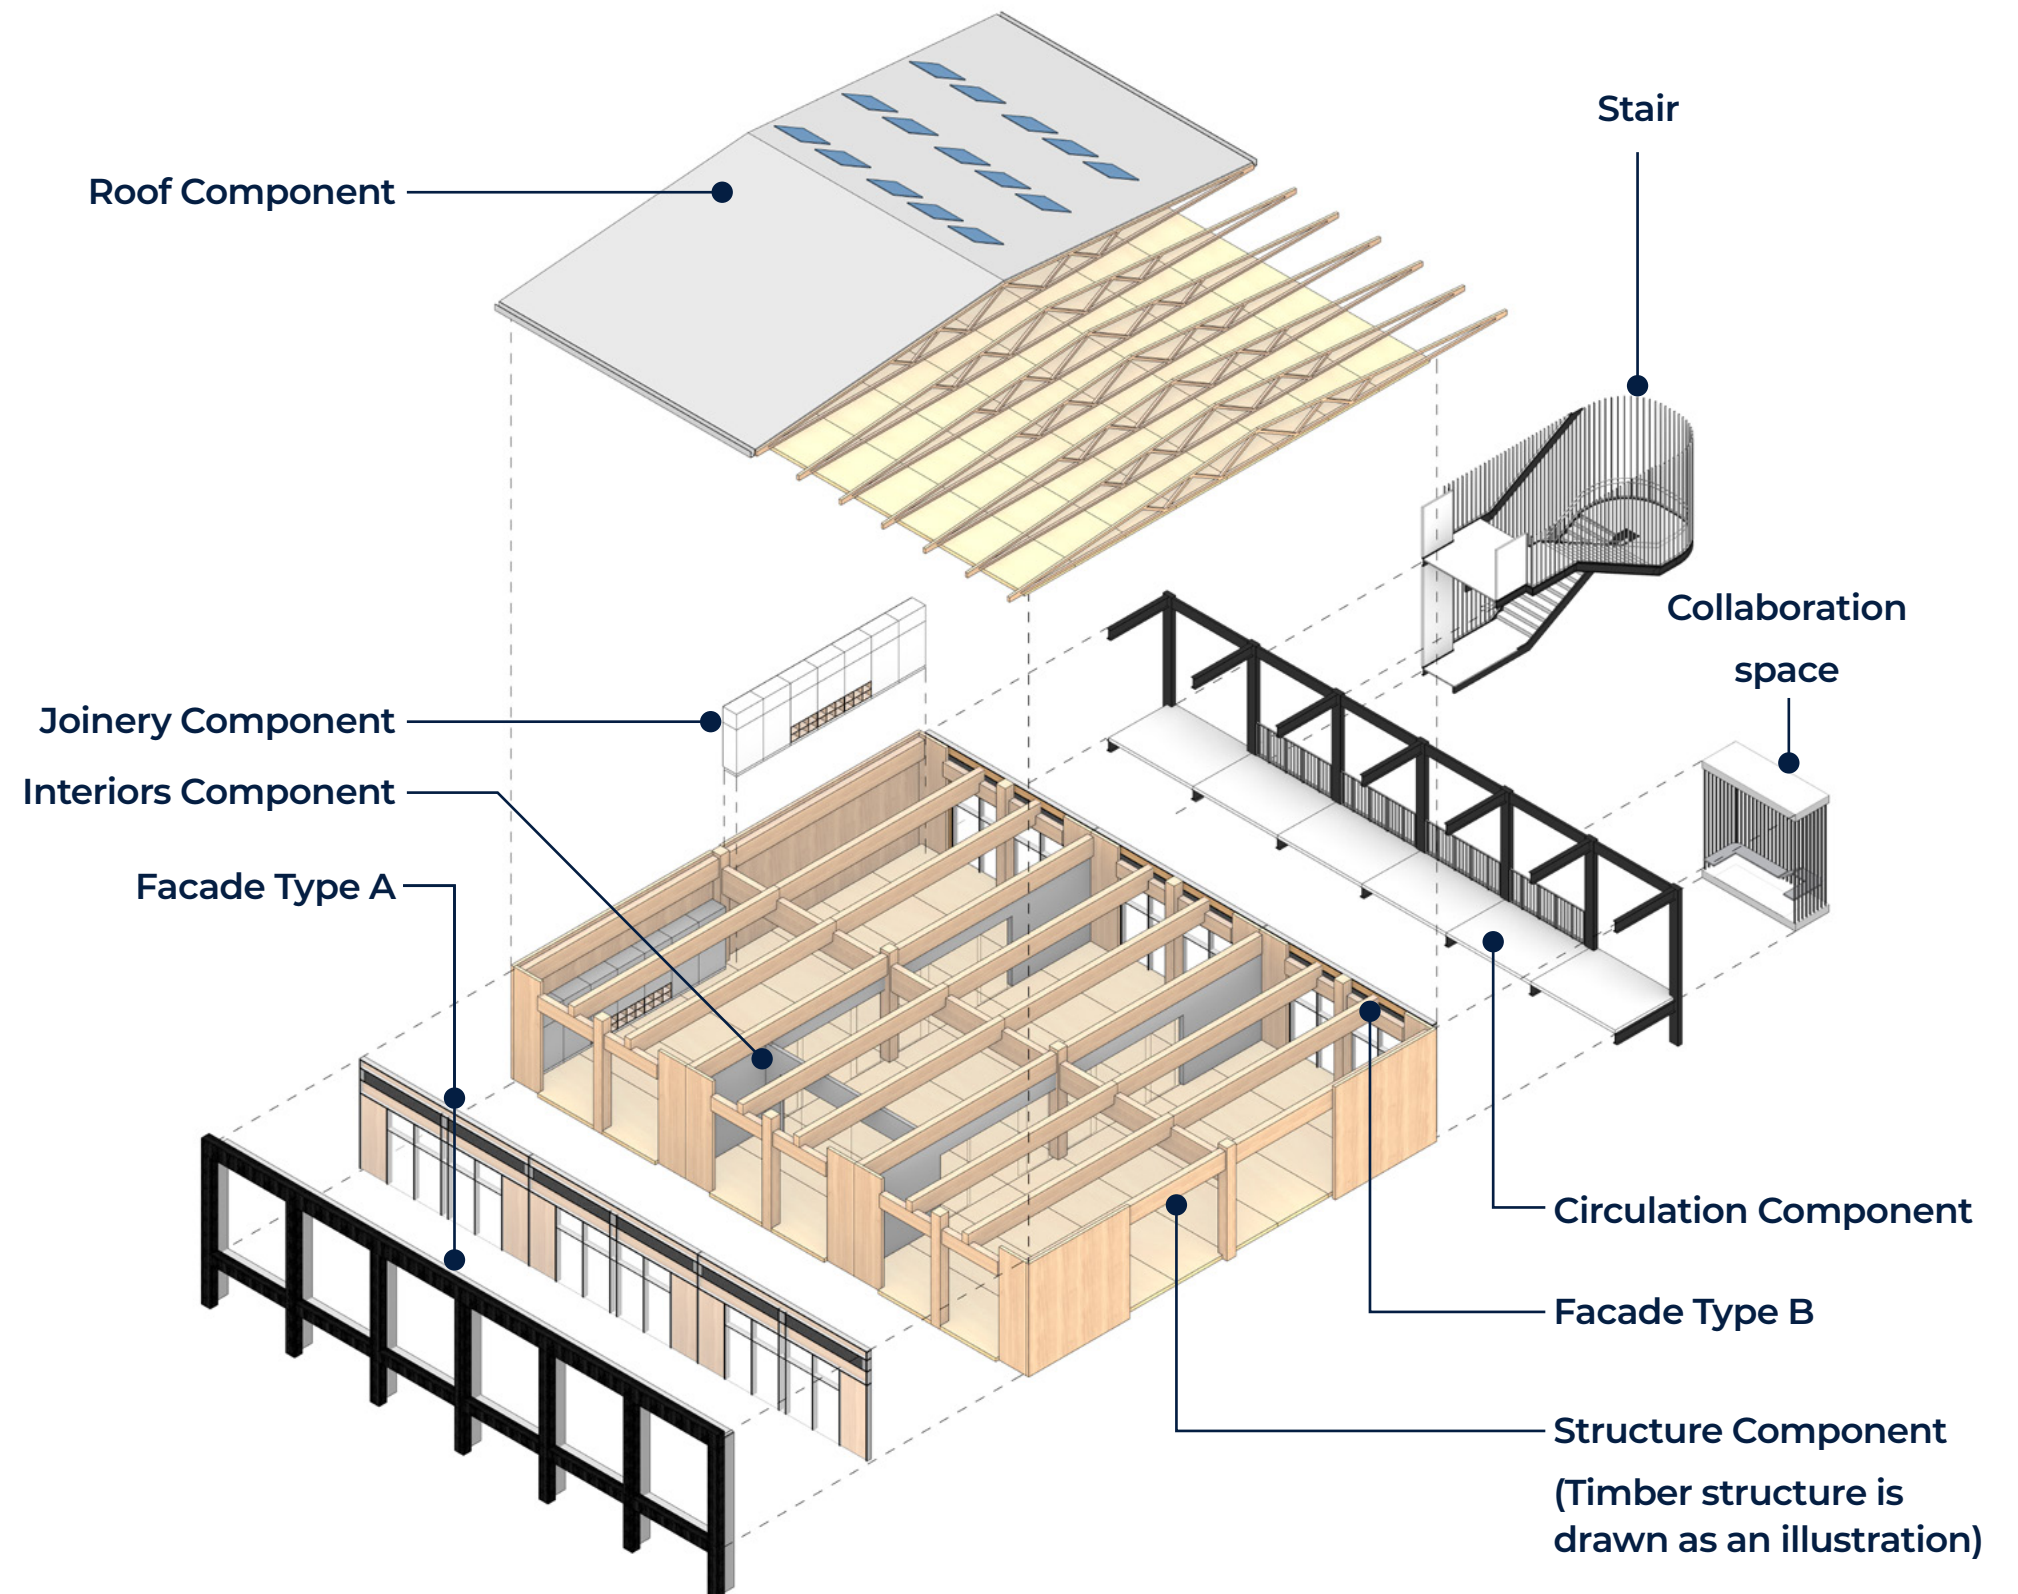 Stair
Roof Component
Collaboration
space
Joinery Component
Interiors Component
Facade Type A
Circulation Component
Facade Type B
Structure Component
(Timber structure is
drawn as an illustration)